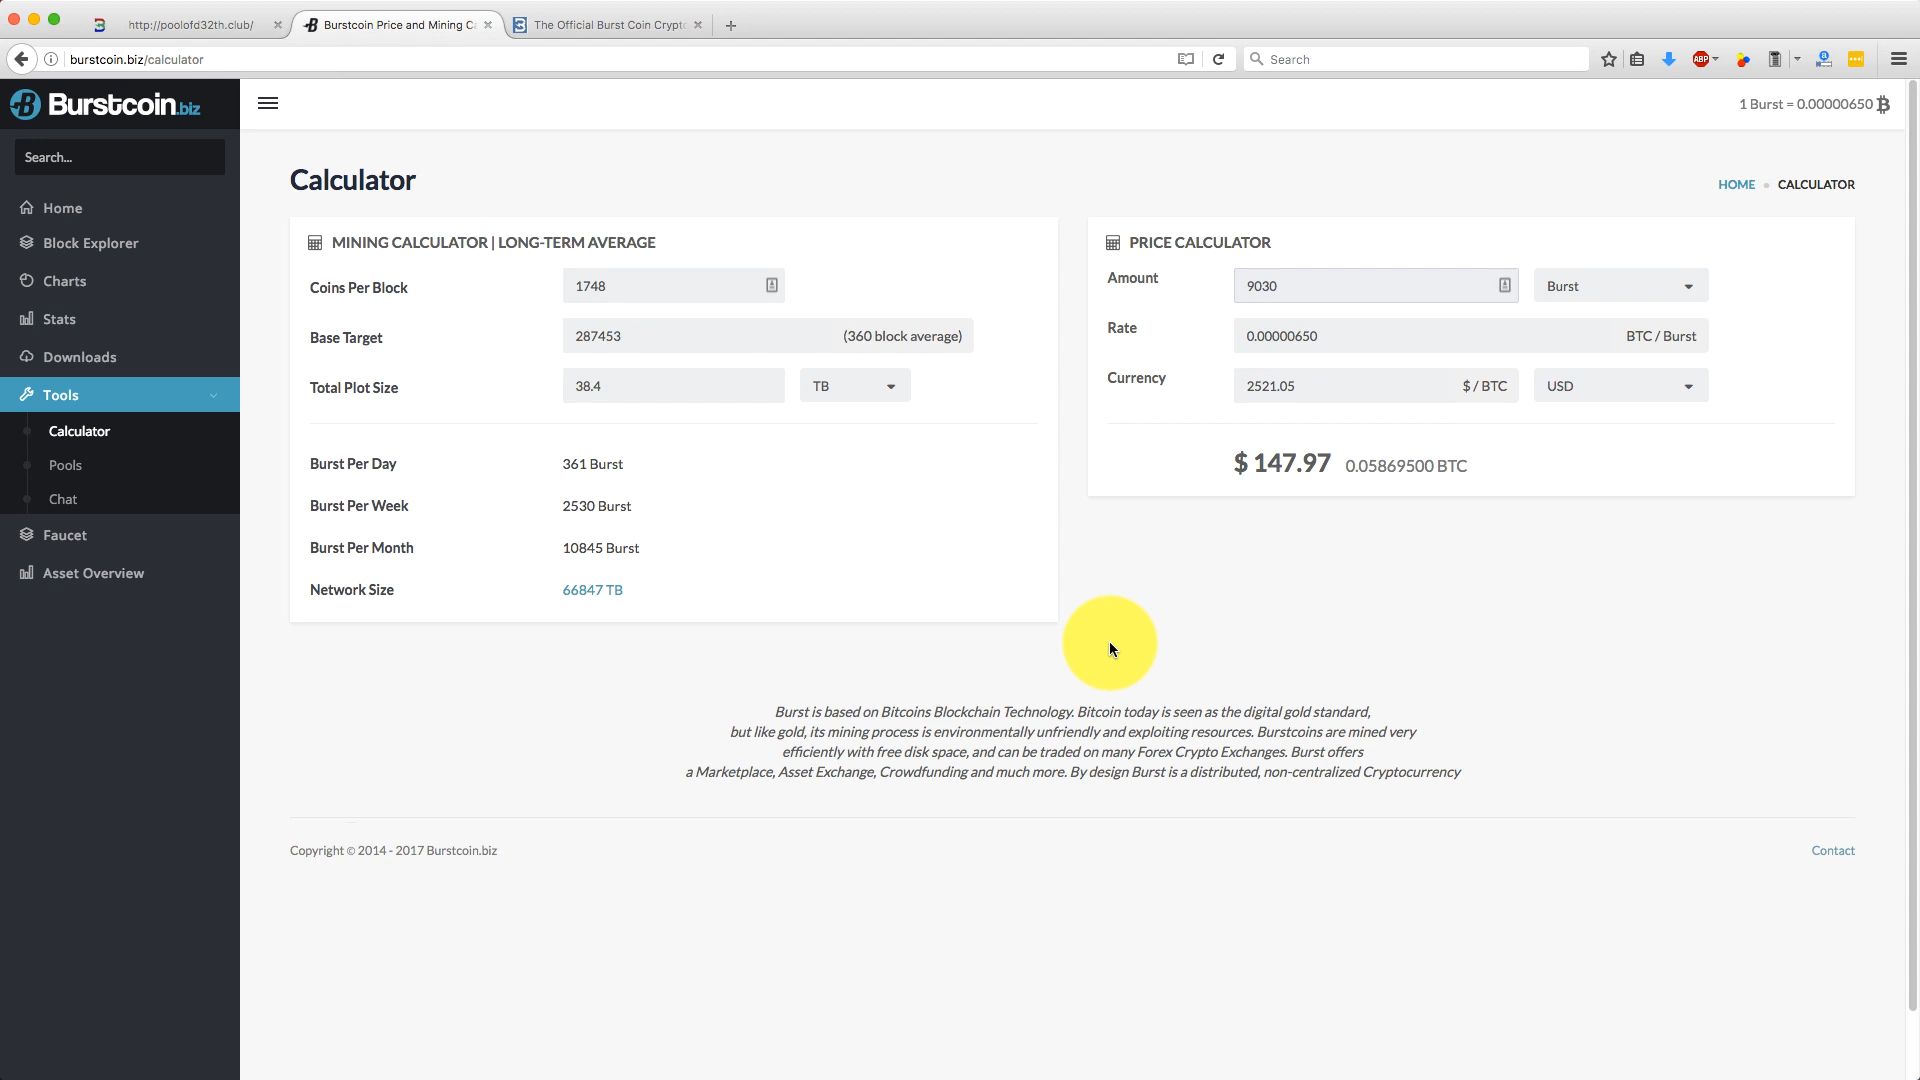 http://poolofd32th.club/
Burstcoin Price and Mining C
The Official Burst Coin Crypt
burstcoin.biz/calculator
Search
ABP
Burstcoin.biz
1 Burst = 0.00000650
Search...
Home
Block Explorer
Charts
Stats
Downloads
Tools
Calculator
Pools
Chat
Faucet
Asset Overview
Calculator
HOME CALCULATOR
MINING CALCULATOR | LONG-TERM AVERAGE
Coins Per Block 1748
Base Target 287453 (360 block average)
Total Plot Size 38.4 TB
Burst Per Day 361 Burst
Burst Per Week 2530 Burst
Burst Per Month 10845 Burst
Network Size 66847 TB
PRICE CALCULATOR
Amount 9030 Burst
Rate 0.00000650 BTC / Burst
Currency 2521.05 $ / BTC USD
$ 147.97 0.05869500 BTC
Burst is based on Bitcoins Blockchain Technology. Bitcoin today is seen as the digital gold standard,
but like gold, its mining process is environmentally unfriendly and exploiting resources. Burstcoins are mined very
efficiently with free disk space, and can be traded on many Forex Crypto Exchanges. Burst offers
a Marketplace, Asset Exchange, Crowdfunding and much more. By design Burst is a distributed, non-centralized Cryptocurrency
Copyright © 2014 - 2017 Burstcoin.biz
Contact